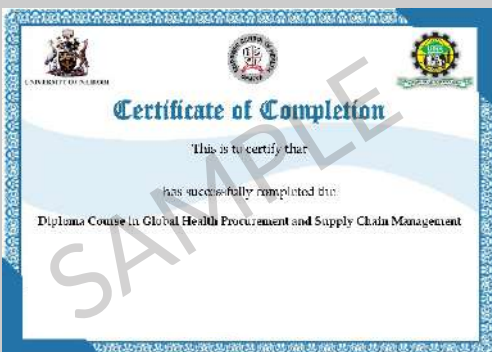 UNIVERSITY OF NAIROBI
Certificate of Completion
This is to certify that
has successfully completed the
Diploma Course in Global Health Procurement and Supply Chain Management
SAMPLE